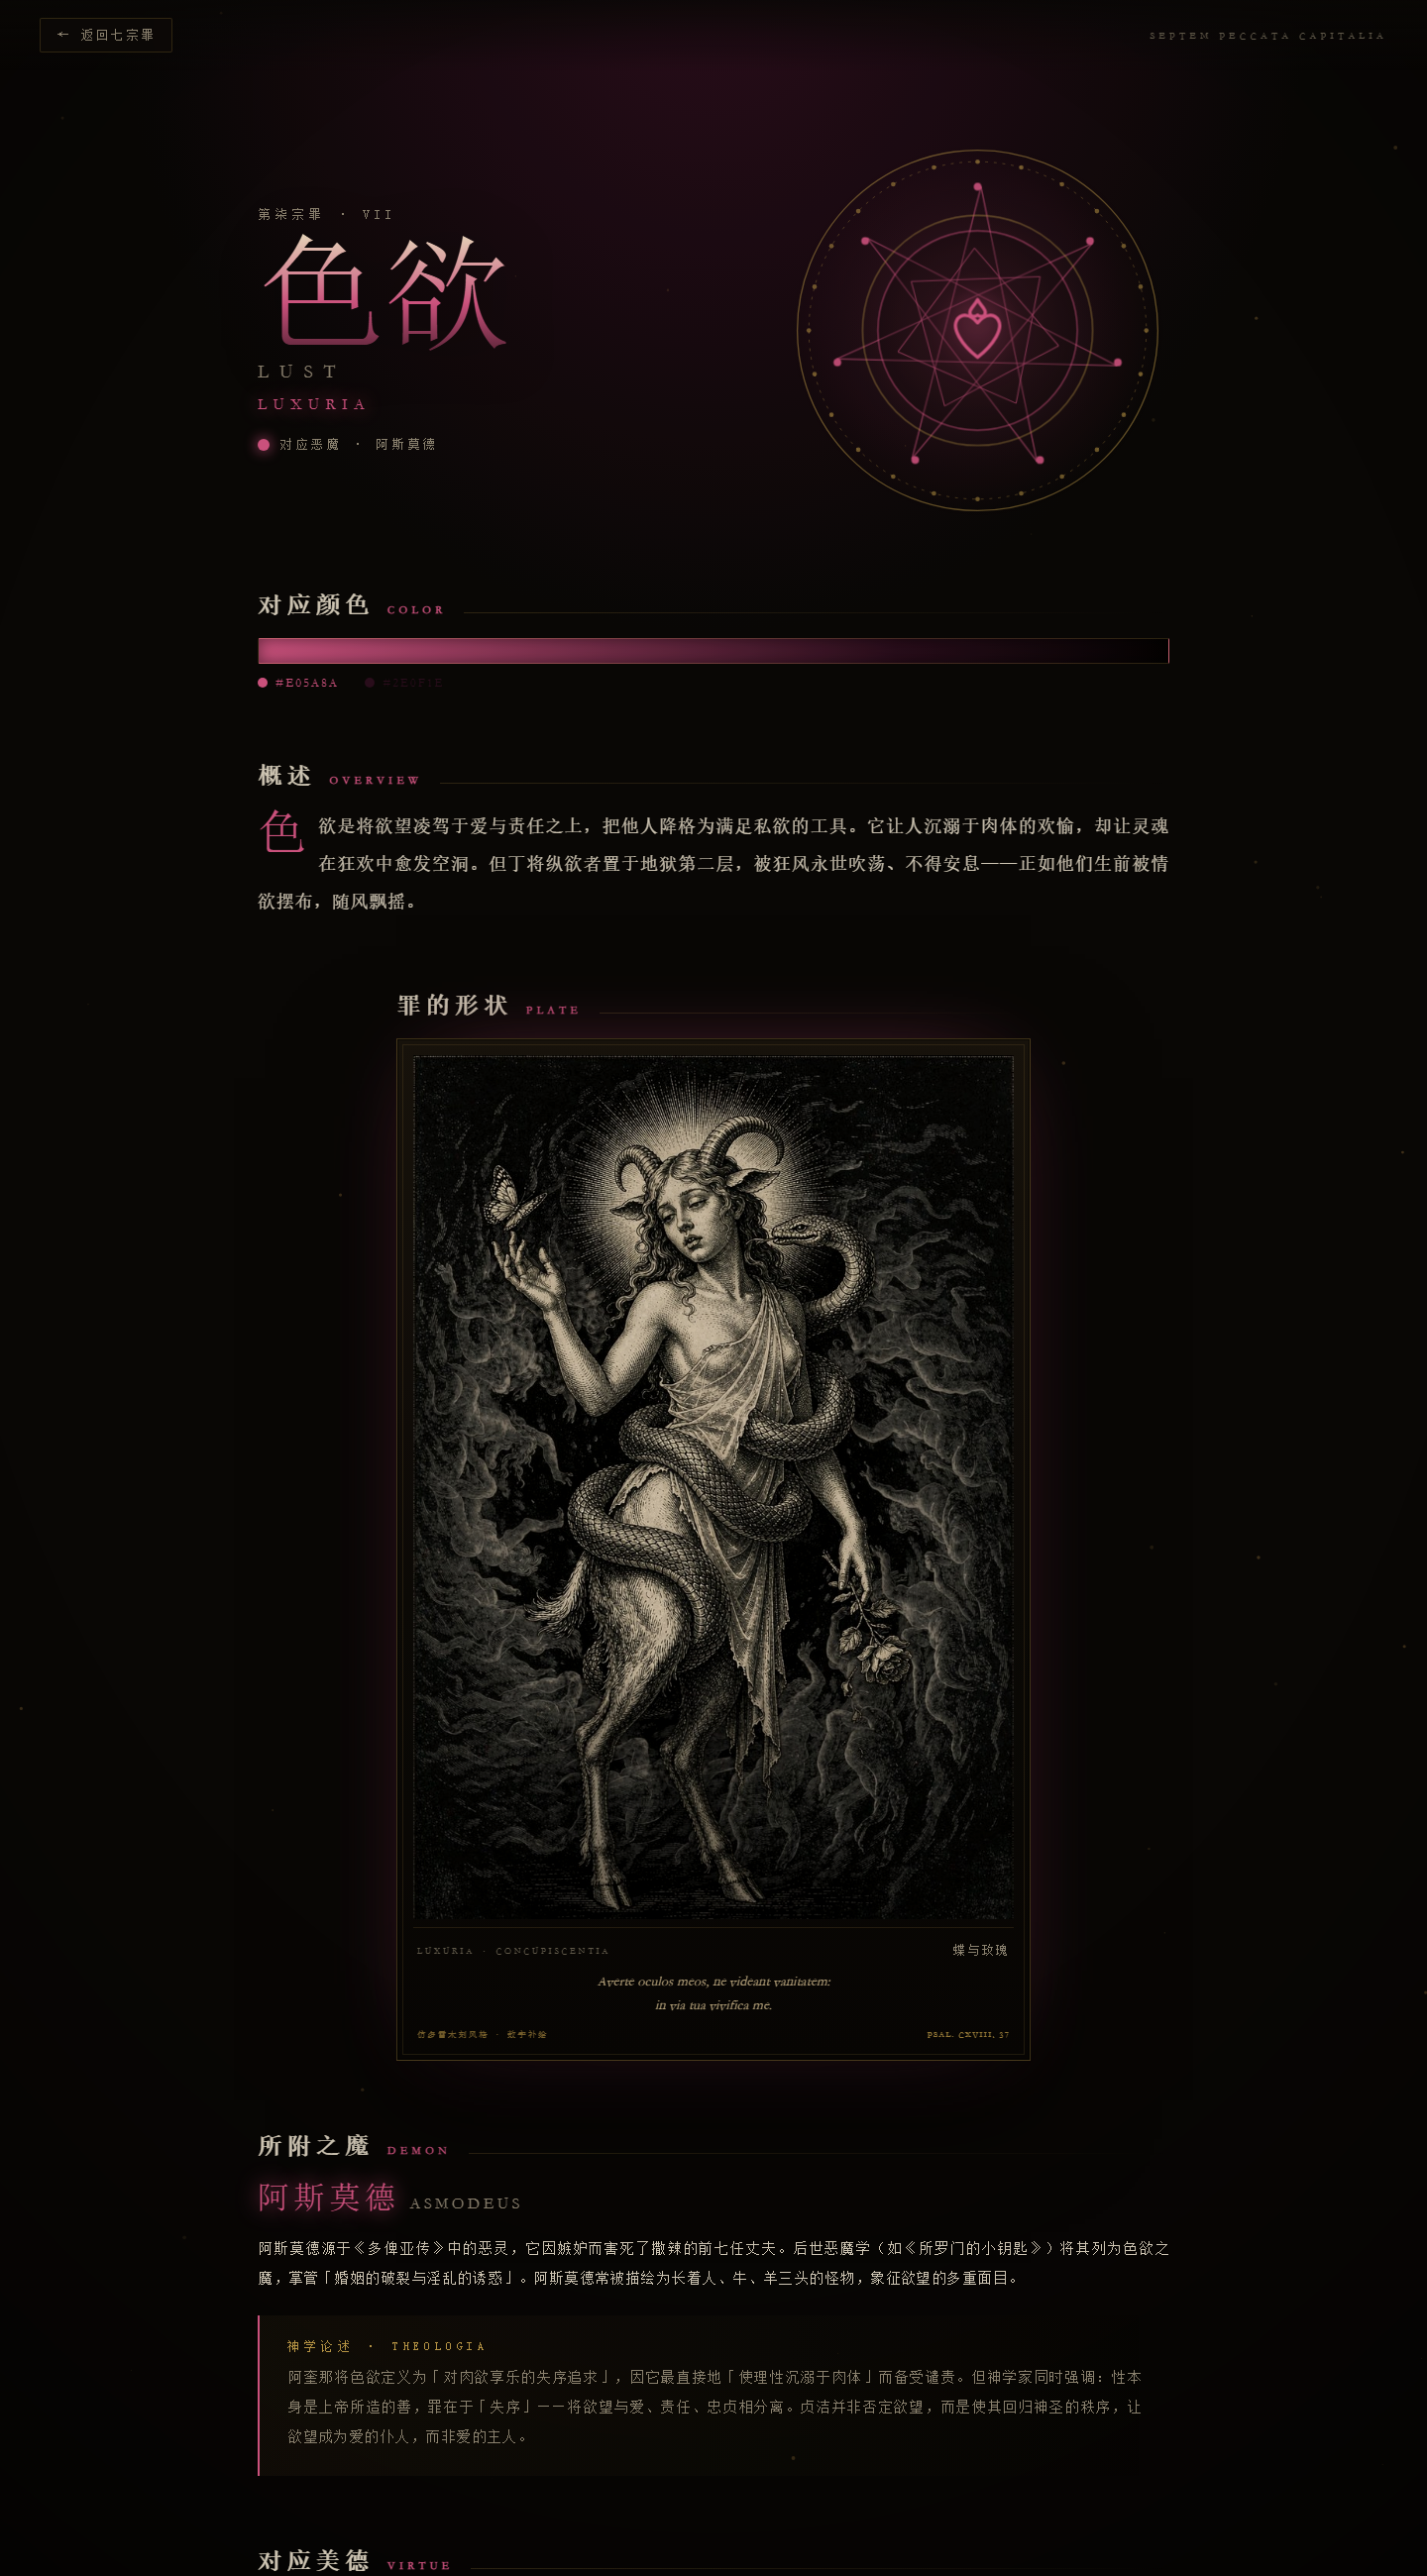 ← 返回七宗罪
SEPTEM PECCATA CAPITALIA
第柒宗罪 · VII
色欲
LUST
LUXURIA
对应恶魔 · 阿斯莫德
对应颜色 COLOR
#E05A8A #2E0F1E
概述 OVERVIEW
色欲是将欲望凌驾于爱与责任之上，把他人降格为满足私欲的工具。它让人沉溺于肉体的欢愉，却让灵魂
在狂欢中愈发空洞。但丁将纵欲者置于地狱第二层，被狂风永世吹荡、不得安息——正如他们生前被情
欲摆布，随风飘摇。
罪的形状 PLATE
LUXURIA · CONCUPISCENTIA
蝶与玫瑰
Averte oculos meos, ne videant vanitatem:
in via tua vivifica me.
仿多雷木刻风格 · 数字补绘
PSAL. CXVIII, 37
所附之魔 DEMON
阿斯莫德 ASMODEUS
阿斯莫德源于《多俾亚传》中的恶灵，它因嫉妒而害死了撒辣的前七任丈夫。后世恶魔学（如《所罗门的小钥匙》）将其列为色欲之
魔，掌管「婚姻的破裂与淫乱的诱惑」。阿斯莫德常被描绘为长着人、牛、羊三头的怪物，象征欲望的多重面目。
神学论述 · THEOLOGIA
阿奎那将色欲定义为「对肉欲享乐的失序追求」，因它最直接地「使理性沉溺于肉体」而备受谴责。但神学家同时强调：性本
身是上帝所造的善，罪在于「失序」——将欲望与爱、责任、忠贞相分离。贞洁并非否定欲望，而是使其回归神圣的秩序，让
欲望成为爱的仆人，而非爱的主人。
对应美德 VIRTUE